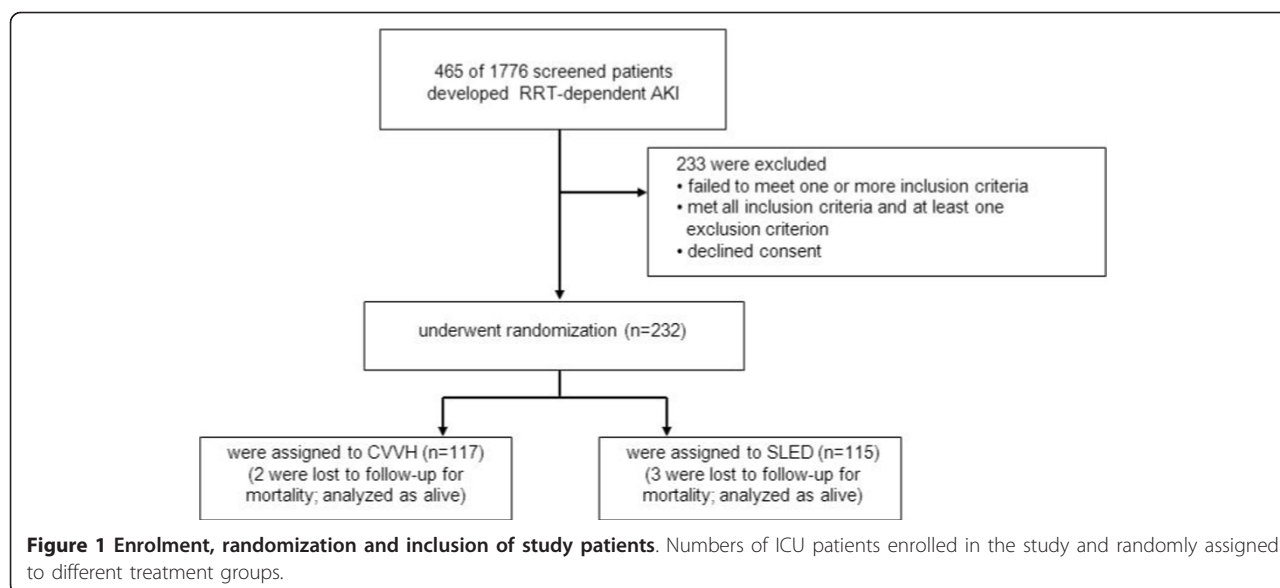 465 of 1776 screened patients
developed RRT-dependent AKI
233 were excluded
• failed to meet one or more inclusion criteria
• met all inclusion criteria and at least one
exclusion criterion
• declined consent
underwent randomization (n=232)
were assigned to CVVH (n=117)
(2 were lost to follow-up for
mortality; analyzed as alive)
were assigned to SLED (n=115)
(3 were lost to follow-up for
mortality; analyzed as alive)
Figure 1 Enrolment, randomization and inclusion of study patients. Numbers of ICU patients enrolled in the study and randomly assigned
to different treatment groups.